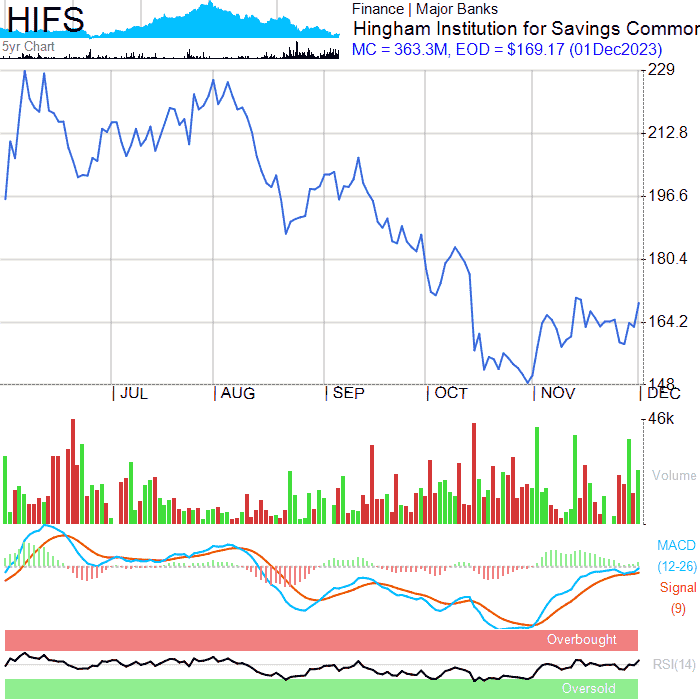 HIFS
5yr Chart
Finance | Major Banks
Hingham Institution for Savings Common
MC = 363.3M, EOD = $169.17 (01Dec2023)
229
212.8
196.6
180.4
164.2
148
JUL AUG SEP OCT NOV DEC
46k
Volume
MACD
(12-26)
Signal
(9)
Overbought
RSI(14)
Oversold